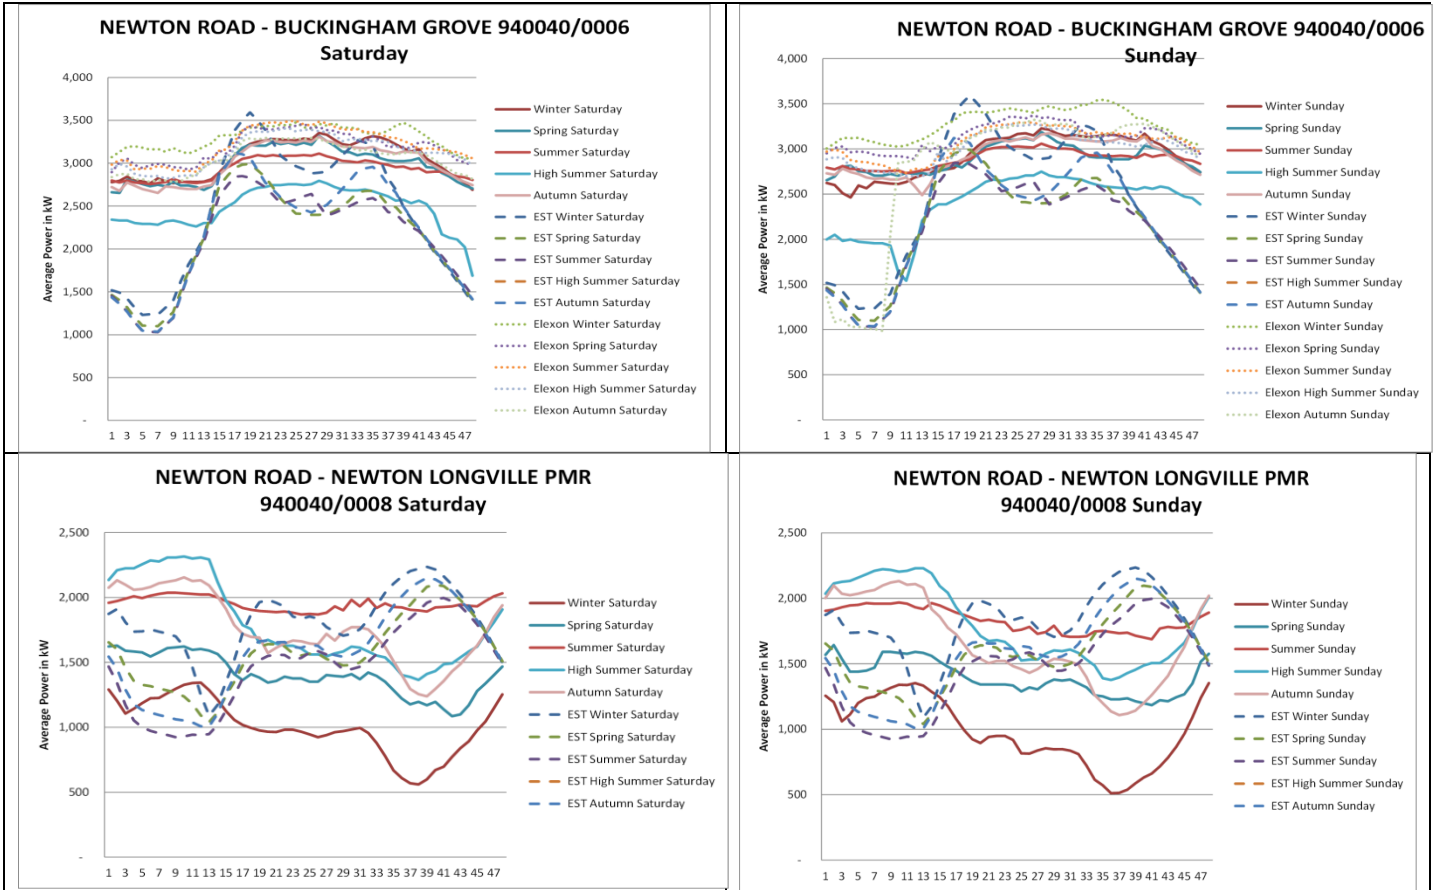 NEWTON ROAD - BUCKINGHAM GROVE 940040/0006
Saturday
Average Power in kW
4,000
3,500
3,000
2,500
2,000
1,500
1,000
500
-
1 3 5 7 9 11 13 15 17 19 21 23 25 27 29 31 33 35 37 39 41 43 45 47
Winter Saturday
Spring Saturday
Summer Saturday
High Summer Saturday
Autumn Saturday
EST Winter Saturday
EST Spring Saturday
EST Summer Saturday
EST High Summer Saturday
EST Autumn Saturday
Elexon Winter Saturday
Elexon Spring Saturday
Elexon Summer Saturday
Elexon High Summer Saturday
Elexon Autumn Saturday
NEWTON ROAD - BUCKINGHAM GROVE 940040/0006
Sunday
Average Power in kW
4,000
3,500
3,000
2,500
2,000
1,500
1,000
500
-
1 3 5 7 9 11 13 15 17 19 21 23 25 27 29 31 33 35 37 39 41 43 45 47
Winter Sunday
Spring Sunday
Summer Sunday
High Summer Sunday
Autumn Sunday
EST Winter Sunday
EST Spring Sunday
EST Summer Sunday
EST High Summer Sunday
EST Autumn Sunday
Elexon Winter Sunday
Elexon Spring Sunday
Elexon Summer Sunday
Elexon High Summer Sunday
Elexon Autumn Sunday
NEWTON ROAD - NEWTON LONGVILLE PMR
940040/0008 Saturday
Average Power in kW
2,500
2,000
1,500
1,000
500
-
1 3 5 7 9 11 13 15 17 19 21 23 25 27 29 31 33 35 37 39 41 43 45 47
Winter Saturday
Spring Saturday
Summer Saturday
High Summer Saturday
Autumn Saturday
EST Winter Saturday
EST Spring Saturday
EST Summer Saturday
EST High Summer Saturday
EST Autumn Saturday
NEWTON ROAD - NEWTON LONGVILLE PMR
940040/0008 Sunday
Average Power in kW
2,500
2,000
1,500
1,000
500
-
1 3 5 7 9 11 13 15 17 19 21 23 25 27 29 31 33 35 37 39 41 43 45 47
Winter Sunday
Spring Sunday
Summer Sunday
High Summer Sunday
Autumn Sunday
EST Winter Sunday
EST Spring Sunday
EST Summer Sunday
EST High Summer Sunday
EST Autumn Sunday